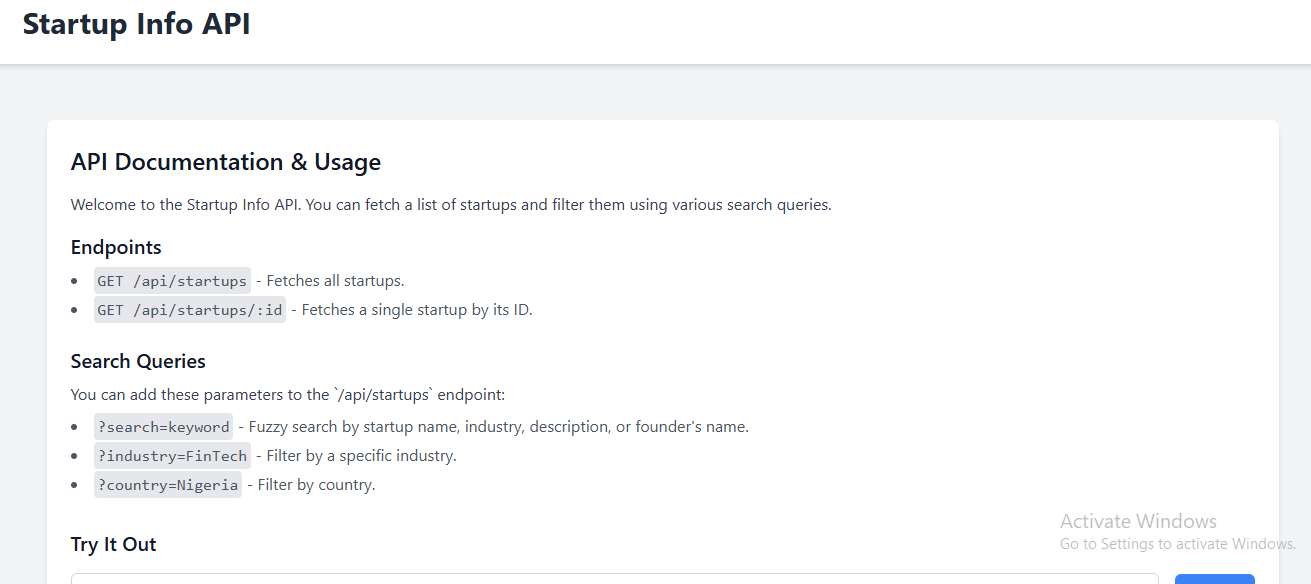 Startup Info API
API Documentation & Usage
Welcome to the Startup Info API. You can fetch a list of startups and filter them using various search queries.
Endpoints
• GET /api/startups - Fetches all startups.
• GET /api/startups/:id - Fetches a single startup by its ID.
Search Queries
You can add these parameters to the `/api/startups` endpoint:
• ?search=keyword - Fuzzy search by startup name, industry, description, or founder's name.
• ?industry=FinTech - Filter by a specific industry.
• ?country=Nigeria - Filter by country.
Activate Windows
Go to Settings to activate Windows.
Try It Out